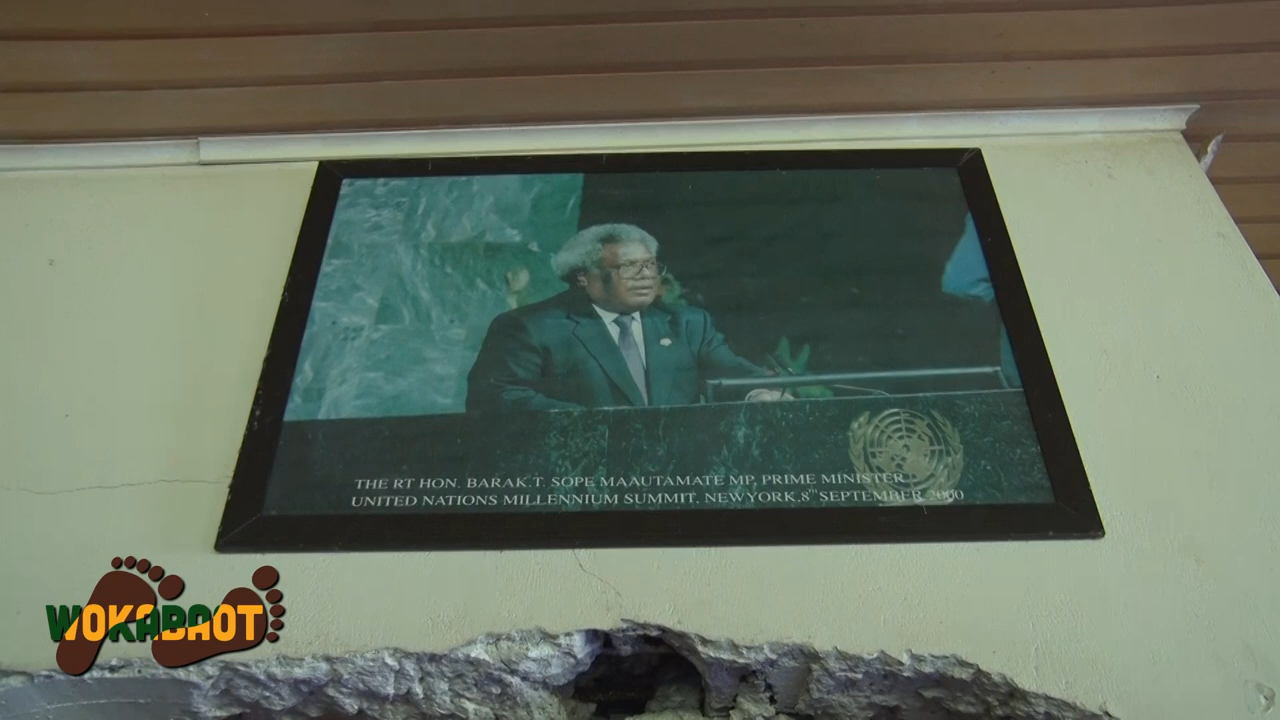 THE RT HON. BARAK.T. SOPE MAAUTAMATE MP, PRIME MINISTER
UNITED NATIONS MILLENNIUM SUMMIT, NEWYORK,8TH SEPTEMBER 2000
WOKABAOT